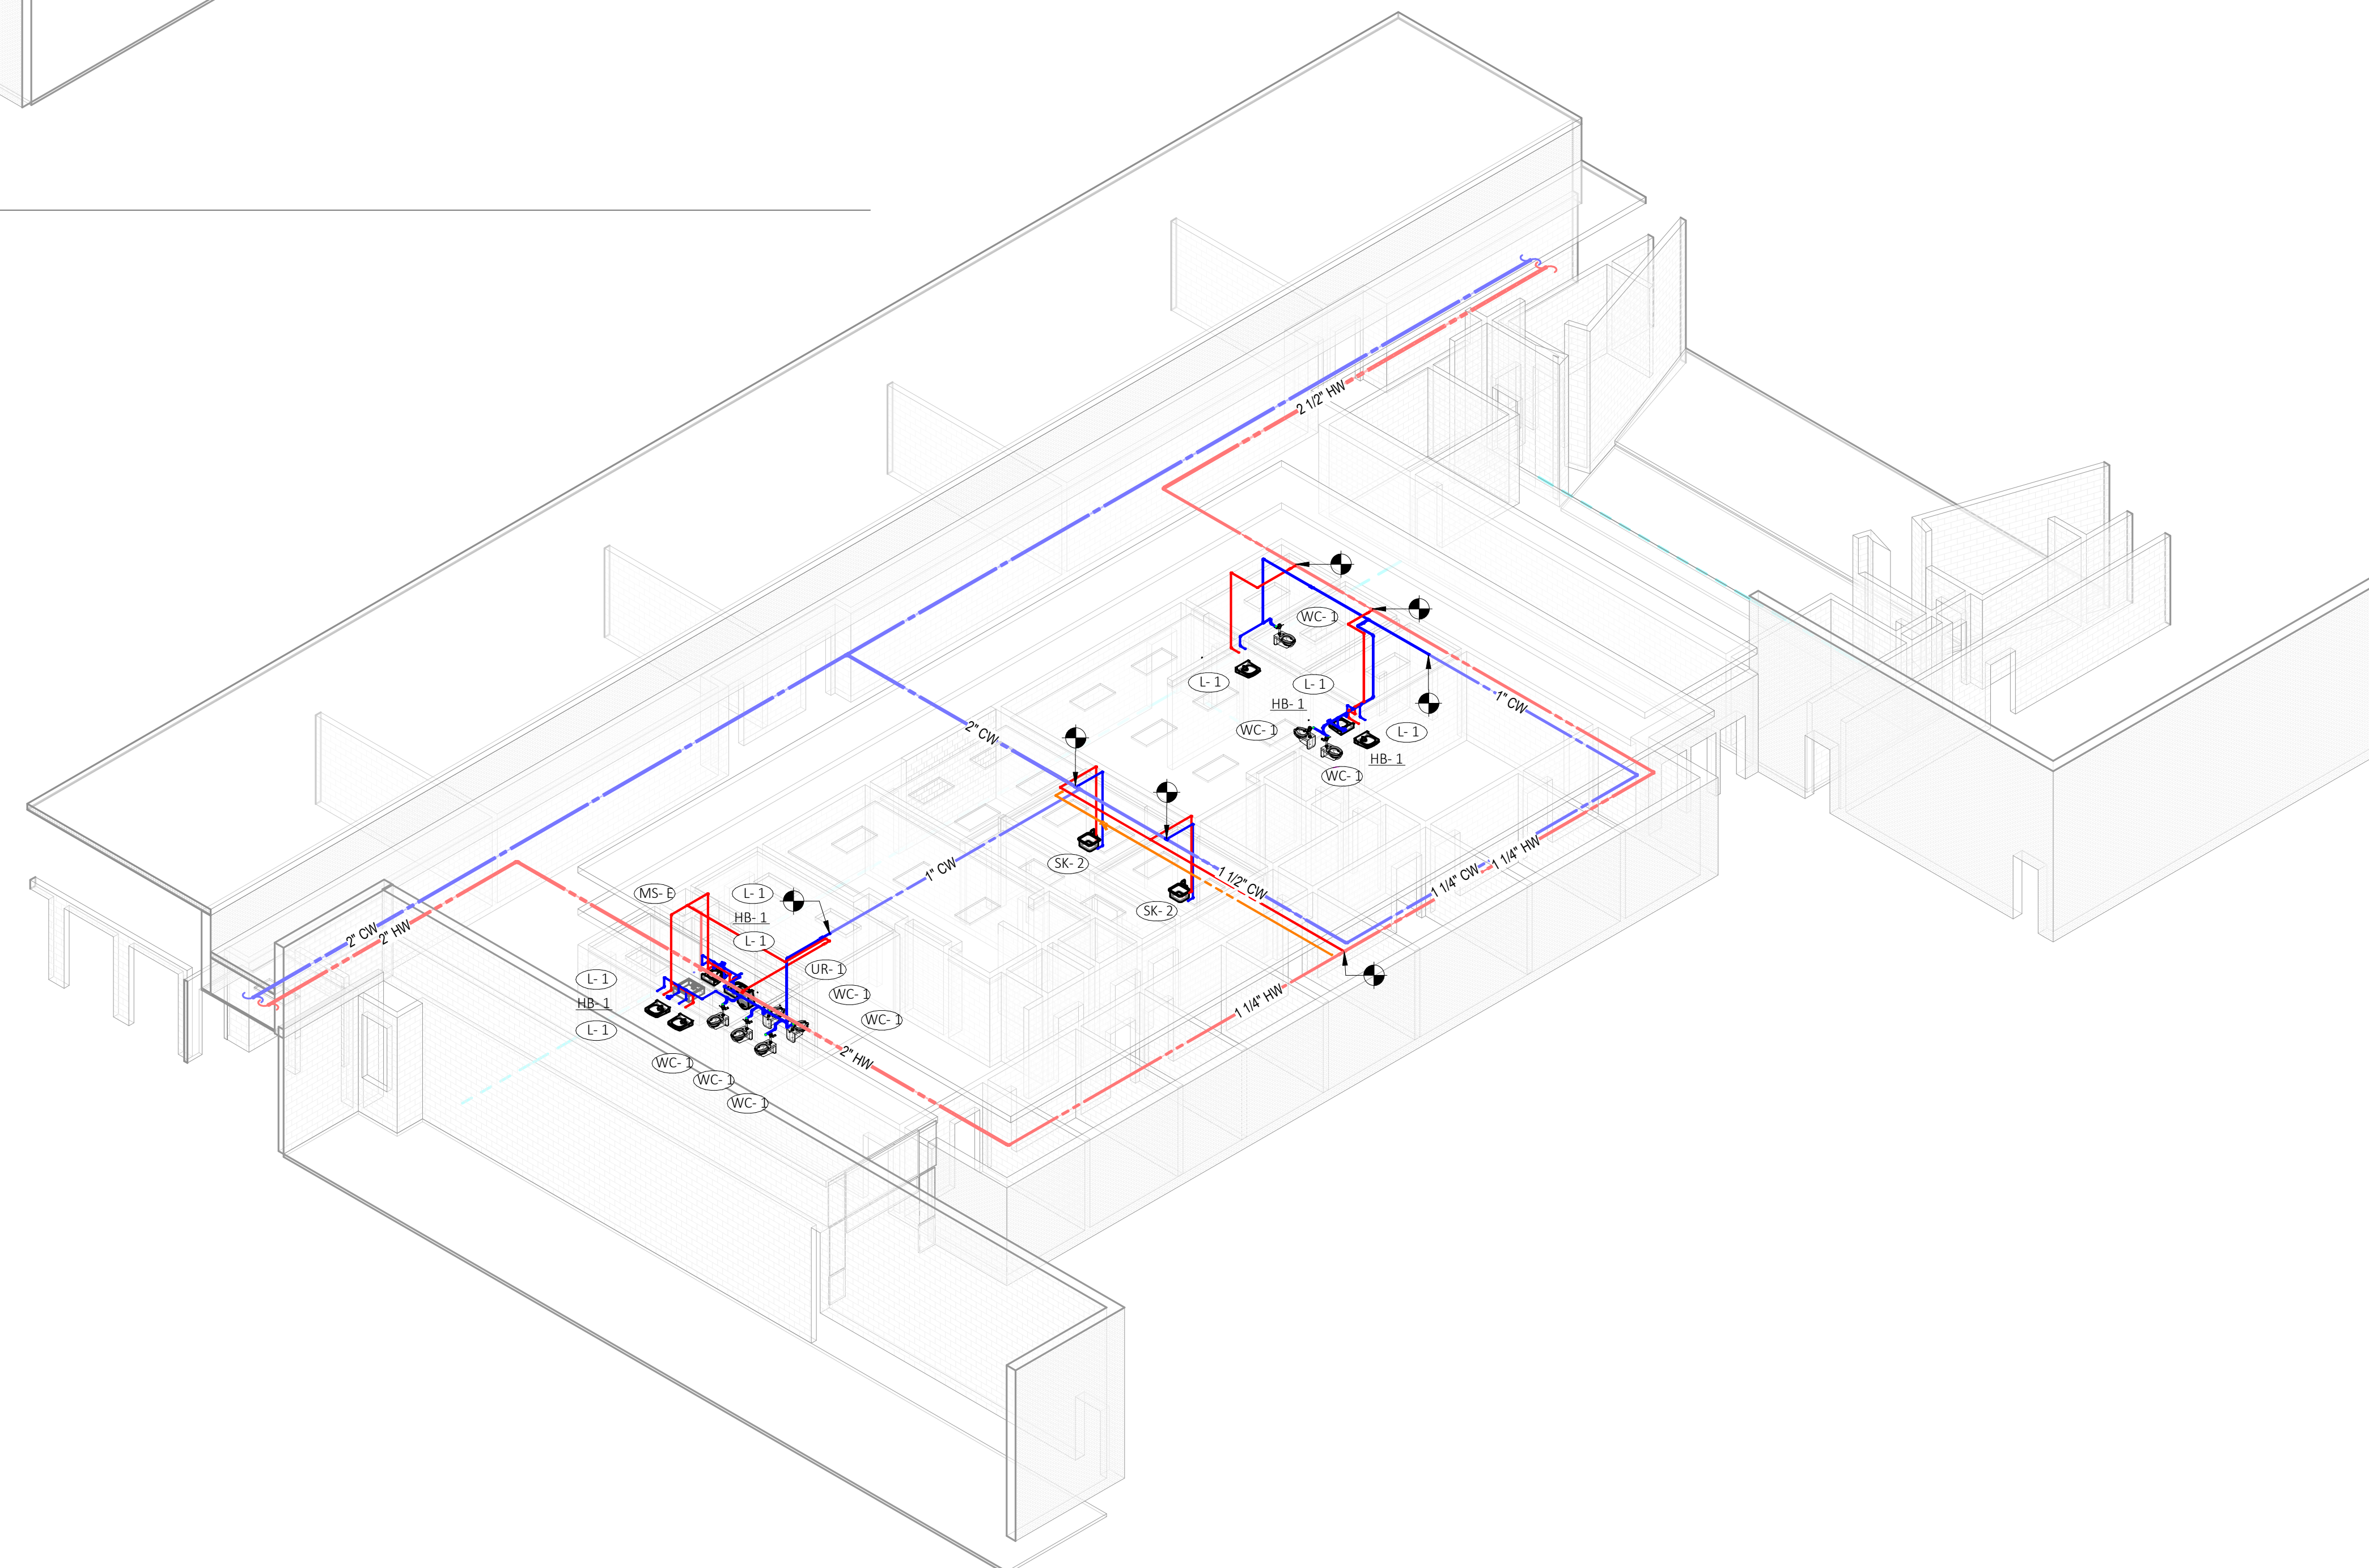 2 1/2" HW
WC- 1
L- 1
L- 1
HB- 1
1" CW
WC- 1
L- 1
2" CW
HB- 1
WC- 1
1 1/4" HW
SK- 2
1" CW
1 1/4" CW
1 1/2" CW
MS- E
L- 1
SK- 2
HB- 1
2" CW
2" HW
L- 1
UR- 1
L- 1
WC- 1
HB- 1
1 1/4" HW
WC- 1
L- 1
2" HW
WC- 1
WC- 1
WC- 1